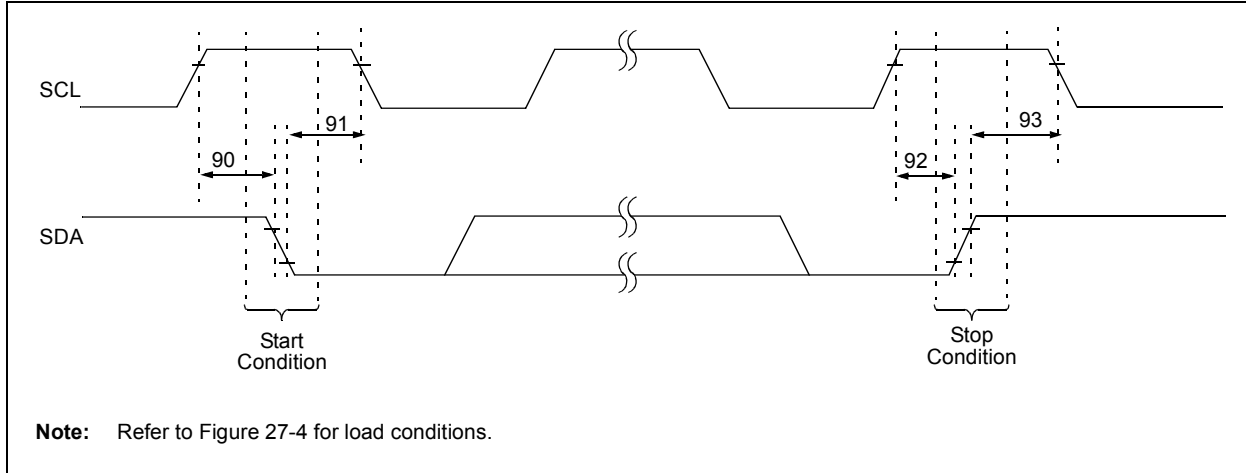 SCL
91
93
90
92
SDA
Start
Condition
Stop
Condition
Note: Refer to Figure 27-4 for load conditions.